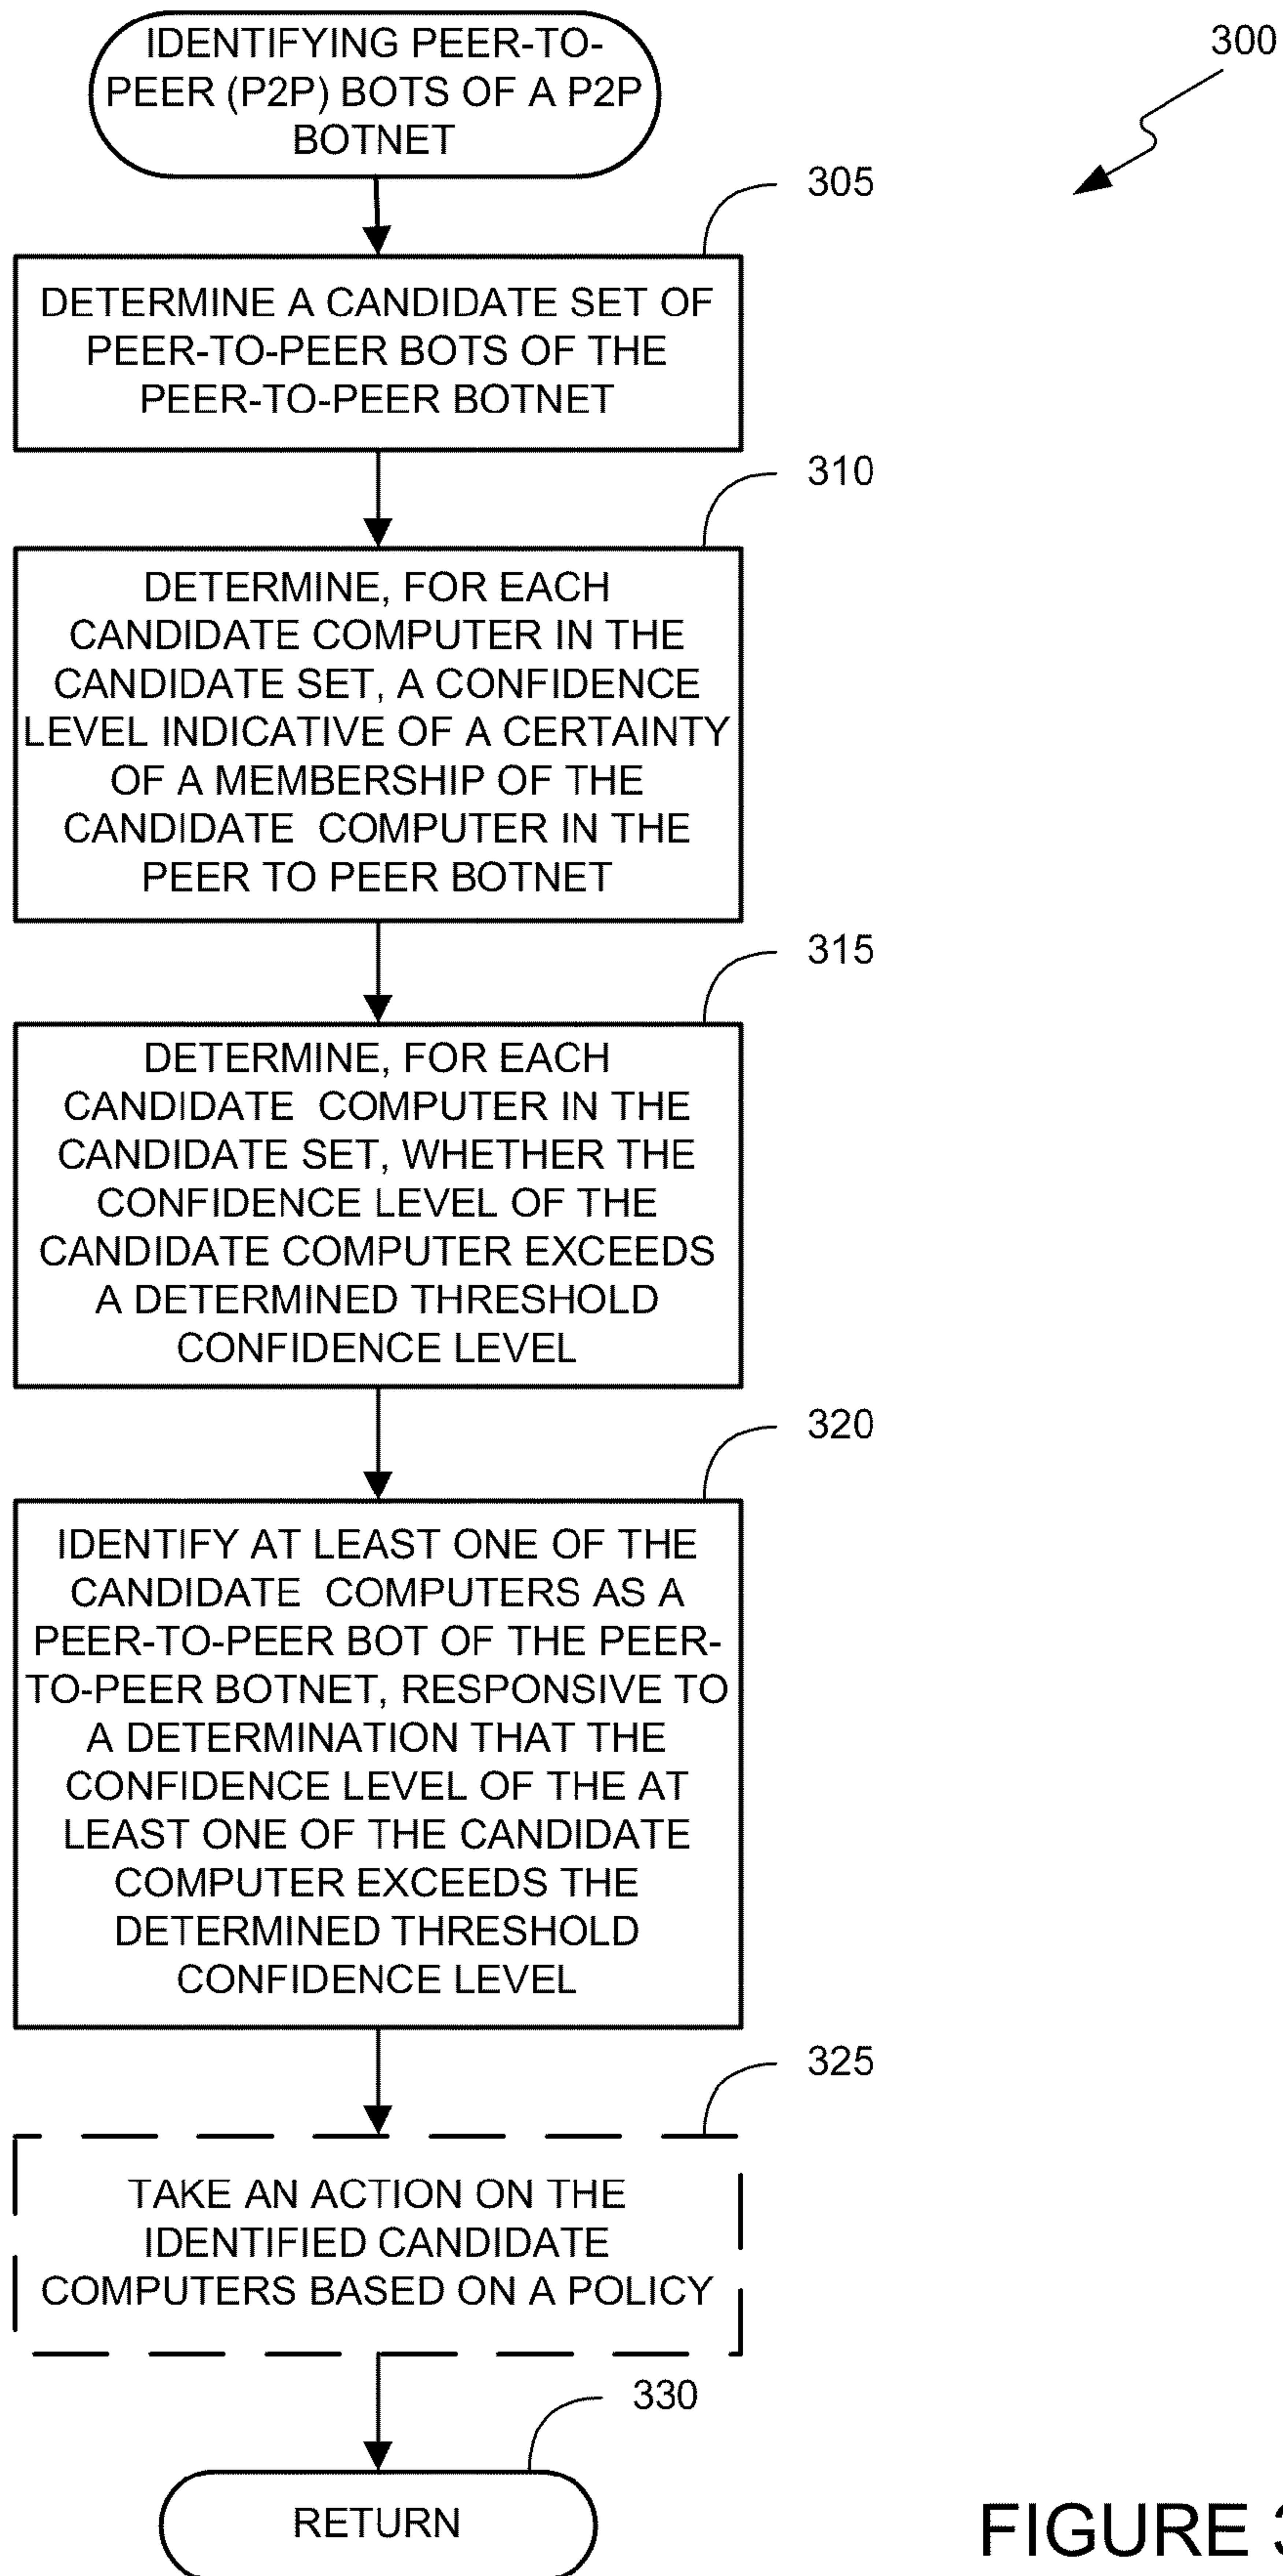 IDENTIFYING PEER-TO-
PEER (P2P) BOTS OF A P2P
BOTNET
300
305
DETERMINE A CANDIDATE SET OF
PEER-TO-PEER BOTS OF THE
PEER-TO-PEER BOTNET
310
DETERMINE, FOR EACH
CANDIDATE COMPUTER IN THE
CANDIDATE SET, A CONFIDENCE
LEVEL INDICATIVE OF A CERTAINTY
OF A MEMBERSHIP OF THE
CANDIDATE COMPUTER IN THE
PEER TO PEER BOTNET
315
DETERMINE, FOR EACH
CANDIDATE COMPUTER IN THE
CANDIDATE SET, WHETHER THE
CONFIDENCE LEVEL OF THE
CANDIDATE COMPUTER EXCEEDS
A DETERMINED THRESHOLD
CONFIDENCE LEVEL
320
IDENTIFY AT LEAST ONE OF THE
CANDIDATE COMPUTERS AS A
PEER-TO-PEER BOT OF THE PEER-
TO-PEER BOTNET, RESPONSIVE TO
A DETERMINATION THAT THE
CONFIDENCE LEVEL OF THE AT
LEAST ONE OF THE CANDIDATE
COMPUTER EXCEEDS THE
DETERMINED THRESHOLD
CONFIDENCE LEVEL
325
TAKE AN ACTION ON THE
IDENTIFIED CANDIDATE
COMPUTERS BASED ON A POLICY
330
RETURN
FIGURE 3